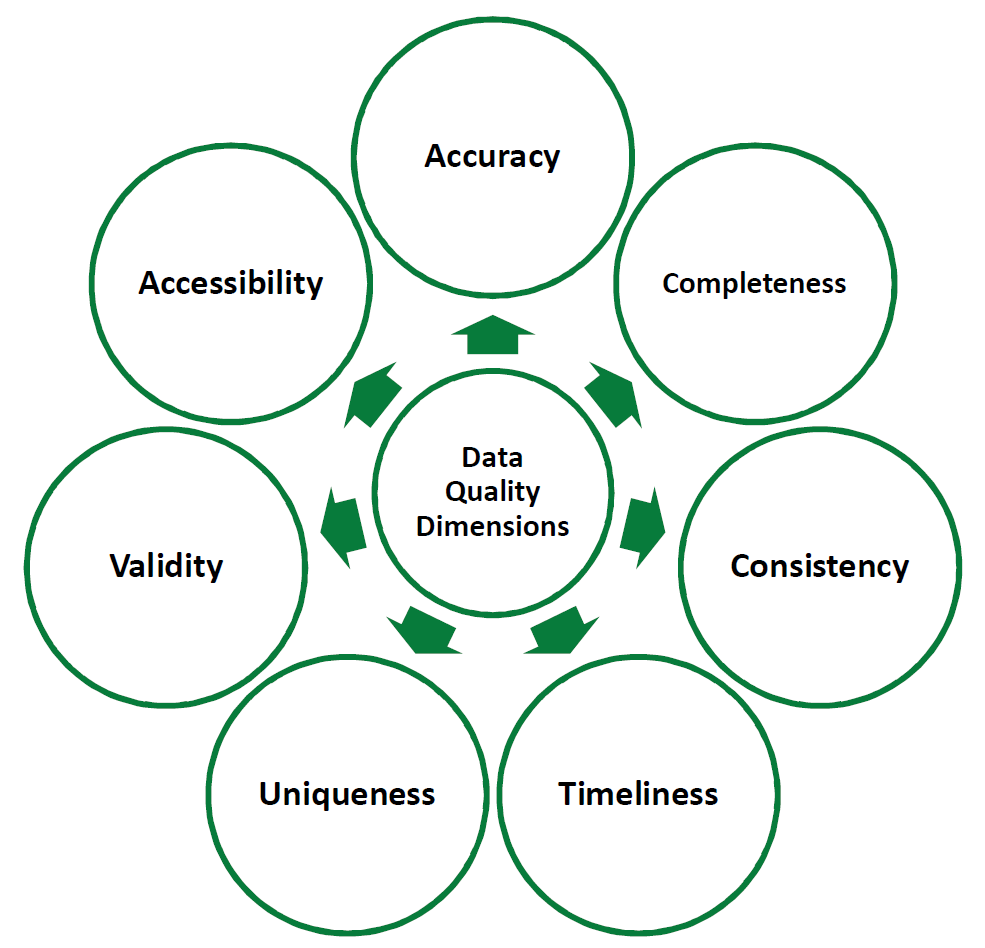 Accuracy
Completeness
Consistency
Timeliness
Uniqueness
Validity
Accessibility
Data
Quality
Dimensions